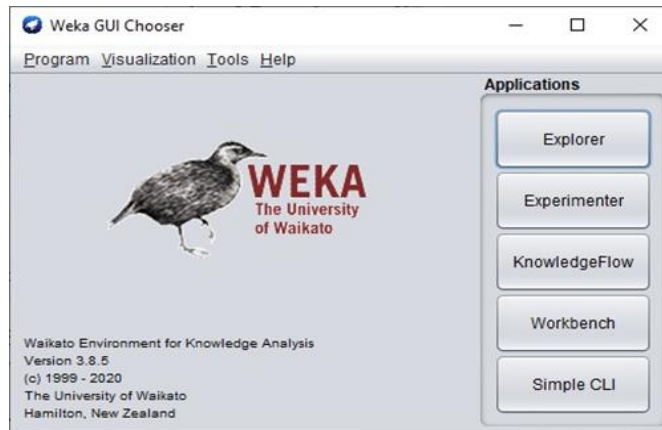 Weka GUI Chooser
Program Visualization Tools Help
Applications
Explorer
WEKA
The University
of Waikato
Experimenter
KnowledgeFlow
Workbench
Simple CLI
Waikato Environment for Knowledge Analysis
Version 3.8.5
(c) 1999 - 2020
The University of Waikato
Hamilton, New Zealand